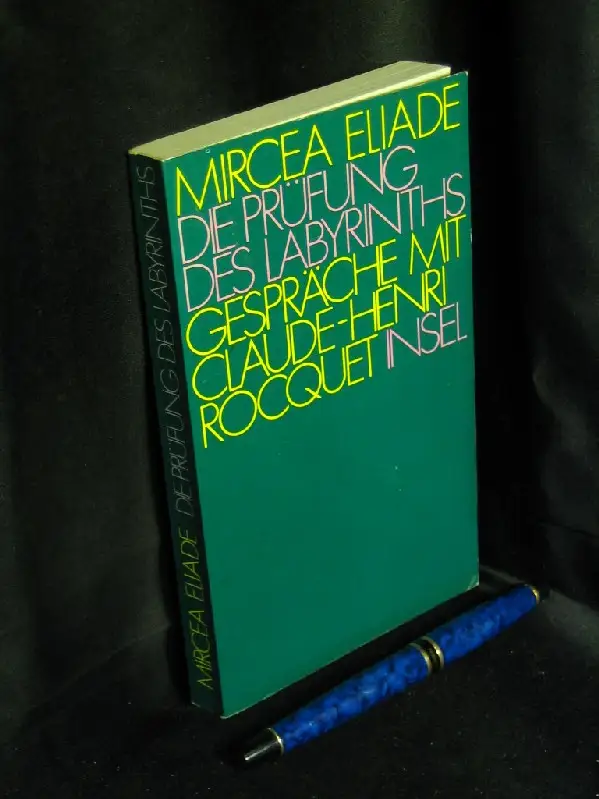 MIRCEA ELIADE
DIE PRÜFUNG
DES LABYRINTHS
GESPRÄCHE MIT
CLAUDE-HENRI
ROCQUET INSEL
MIRCEA ELIADE DIE PRÜFUNG DES LABYRINTHS